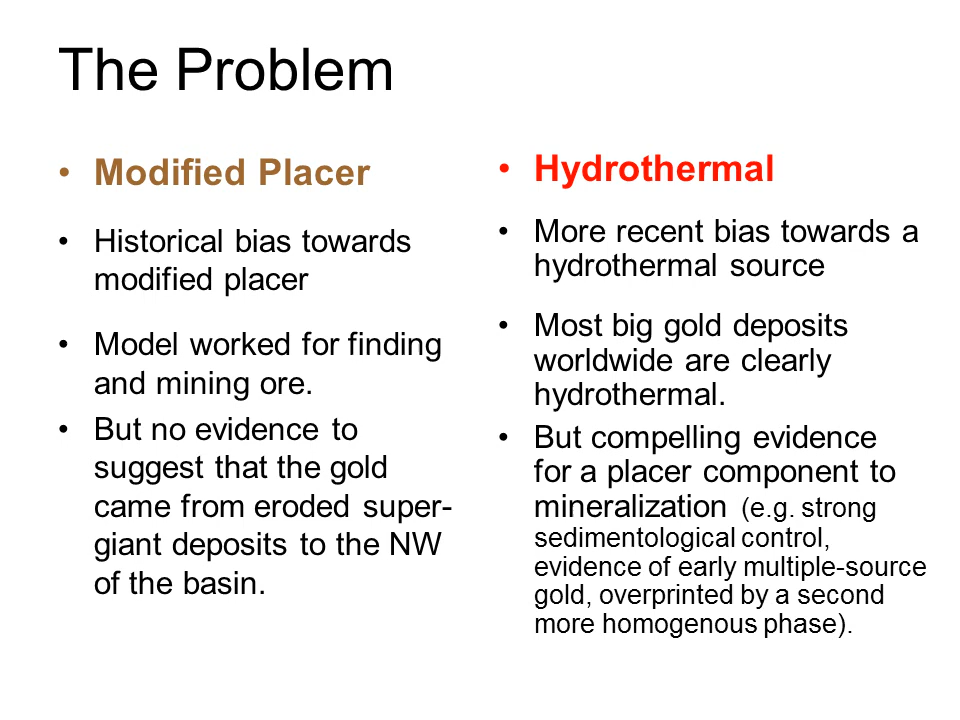 The Problem
• Modified Placer
• Historical bias towards
modified placer
• Model worked for finding
and mining ore.
• But no evidence to
suggest that the gold
came from eroded super-
giant deposits to the NW
of the basin.
• Hydrothermal
• More recent bias towards a
hydrothermal source
• Most big gold deposits
worldwide are clearly
hydrothermal.
• But compelling evidence
for a placer component to
mineralization (e.g. strong
sedimentological control,
evidence of early multiple-source
gold, overprinted by a second
more homogenous phase).